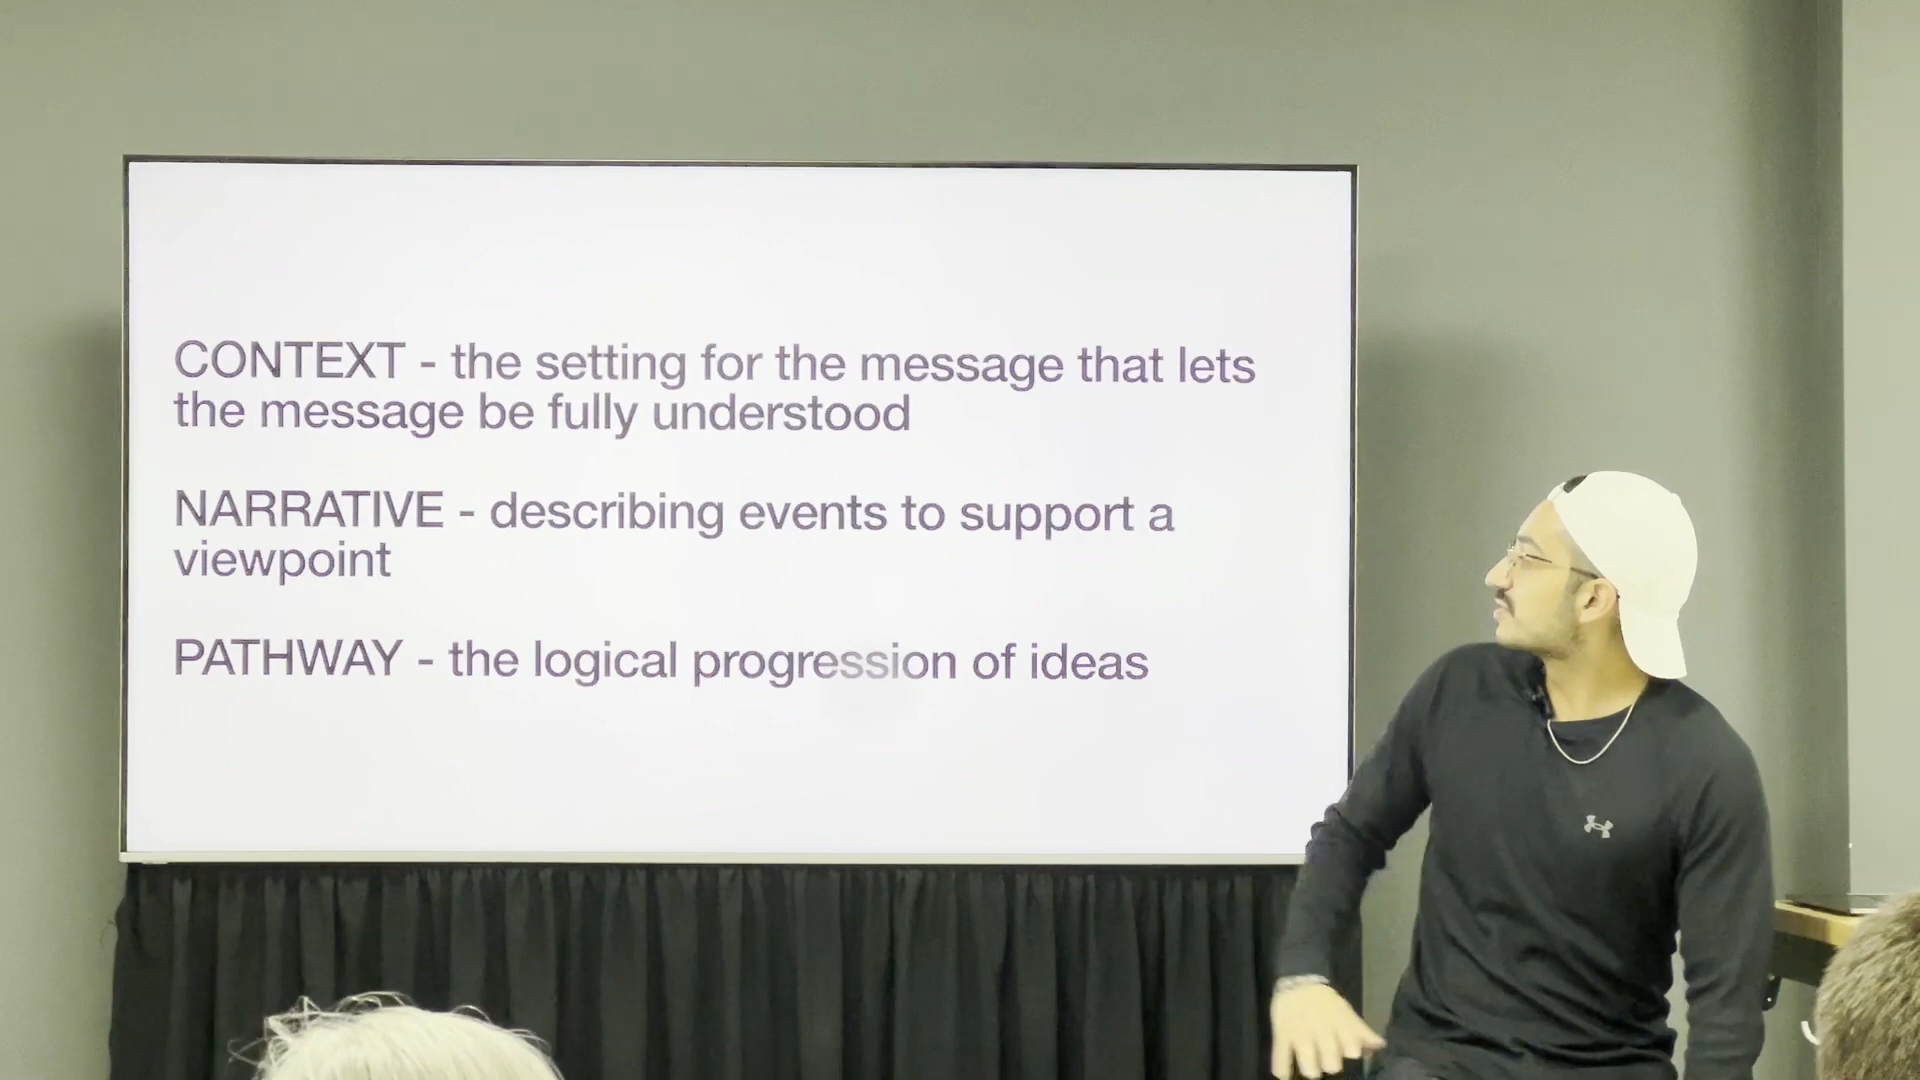 CONTEXT - the setting for the message that lets
the message be fully understood
NARRATIVE - describing events to support a
viewpoint
PATHWAY - the logical progression of ideas